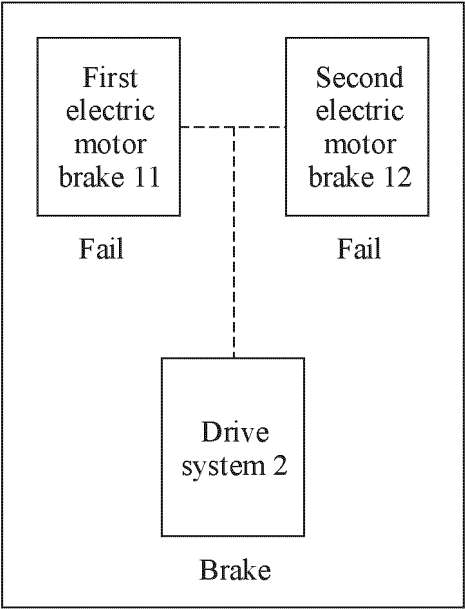 First
electric
motor
brake 11
Fail
Second
electric
motor
brake 12
Fail
Drive
system 2
Brake